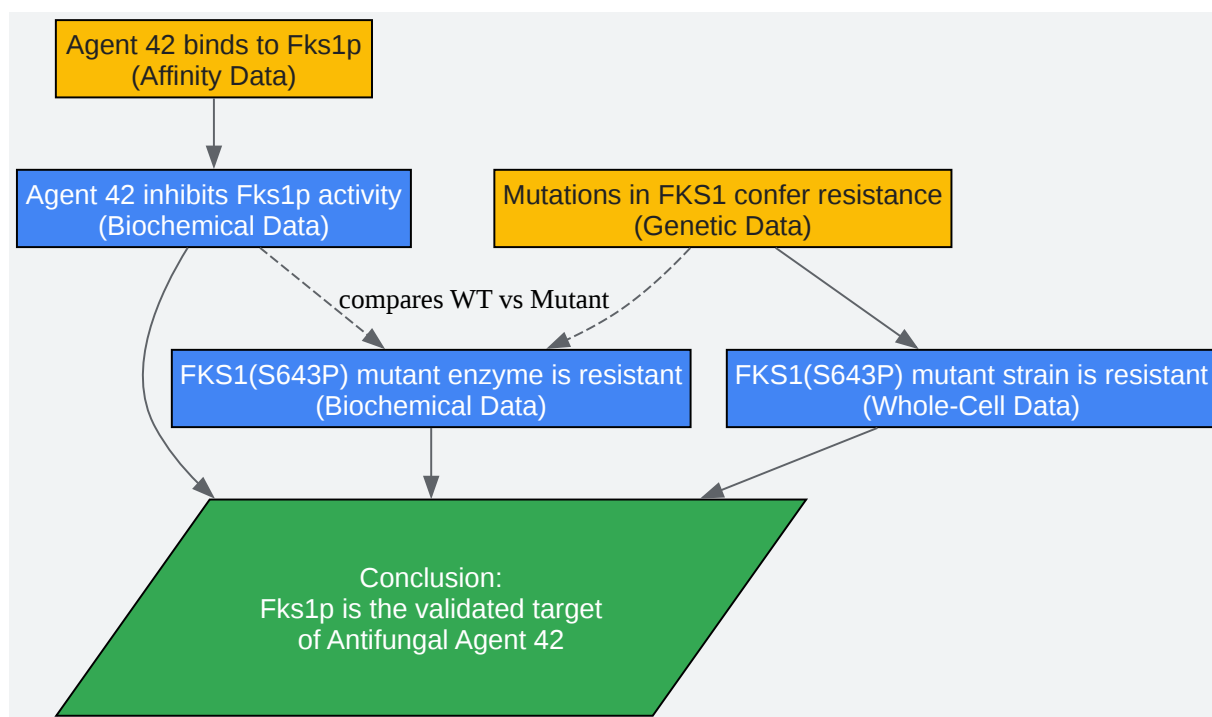 Agent 42 binds to Fks1p
(Affinity Data)
Agent 42 inhibits Fks1p activity
(Biochemical Data)
Mutations in FKS1 confer resistance
(Genetic Data)
compares WT vs Mutant
FKS1(S643P) mutant enzyme is resistant
(Biochemical Data)
FKS1(S643P) mutant strain is resistant
(Whole-Cell Data)
Conclusion:
Fks1p is the validated target
of Antifungal Agent 42